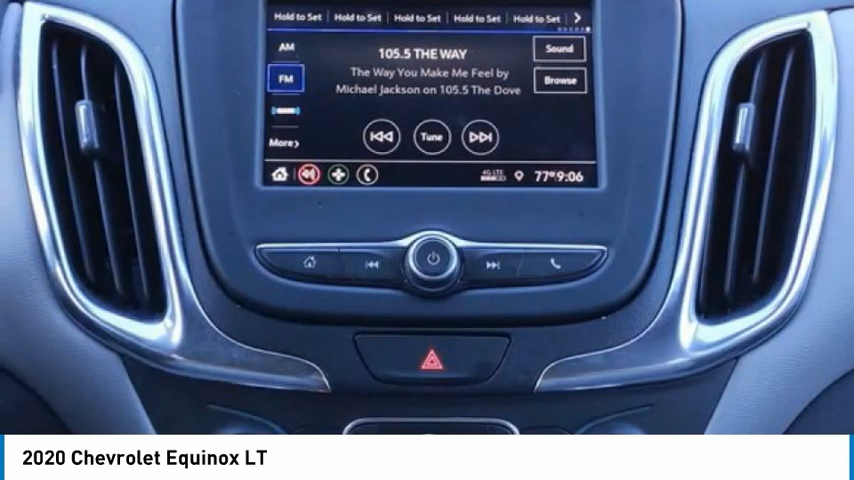 Hold to Set Hold to Set Hold to Set Hold to Set Hold to Set
AM
105.5 THE WAY
Sound
FM
The Way You Make Me Feel by
Browse
Michael Jackson on 105.5 The Dove
Tune
More
4G LTE
77° 9:06
2020 Chevrolet Equinox LT